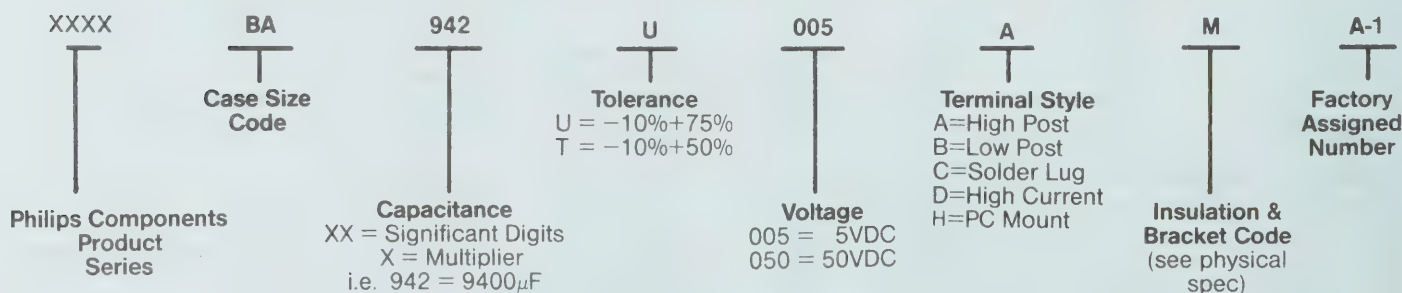 XXXX BA 942 U 005 A M A-1
Case Size
Code
Tolerance
U = −10%+75%
T = −10%+50%
Terminal Style
A=High Post
B=Low Post
C=Solder Lug
D=High Current
H=PC Mount
Factory
Assigned
Number
Philips Components
Product
Series
Capacitance
XX = Significant Digits
X = Multiplier
i.e. 942 = 9400µF
Voltage
005 = 5VDC
050 = 50VDC
Insulation &
Bracket Code
(see physical
spec)